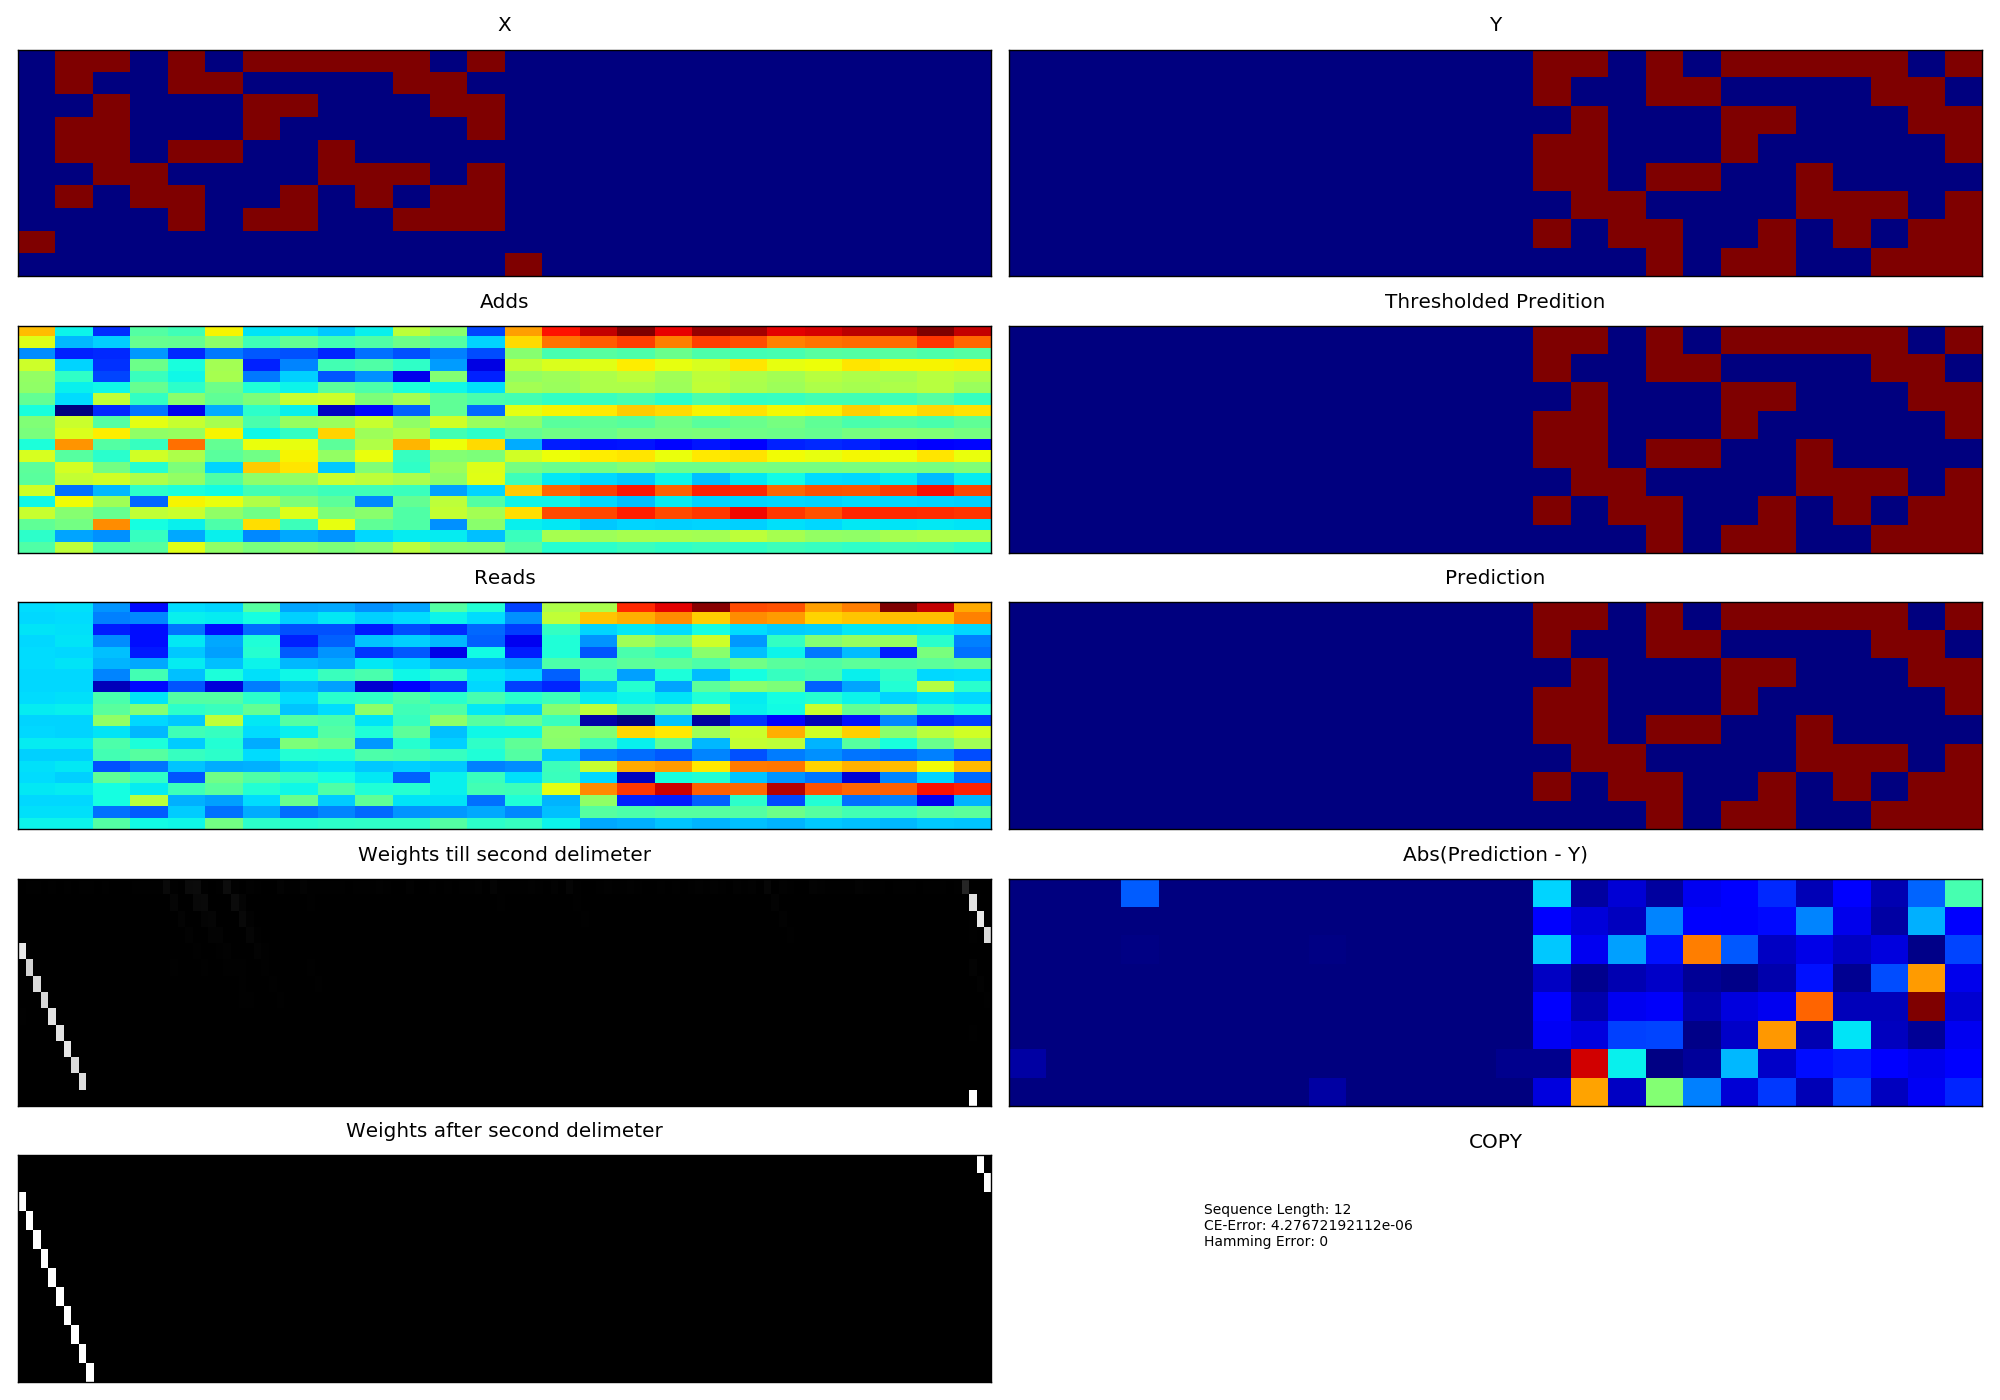 X
Y
Adds
Thresholded Predition
Reads
Prediction
Weights till second delimeter
Abs(Prediction - Y)
Weights after second delimeter
COPY
Sequence Length: 12
CE-Error: 4.27672192112e-06
Hamming Error: 0